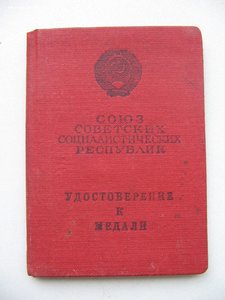 СОЮЗ
СОВЕТСКИХ
СОЦИАЛИСТИЧЕСКИХ
РЕСПУБЛИК
УДОСТОВЕРЕНИЕ
К
МЕДАЛИ